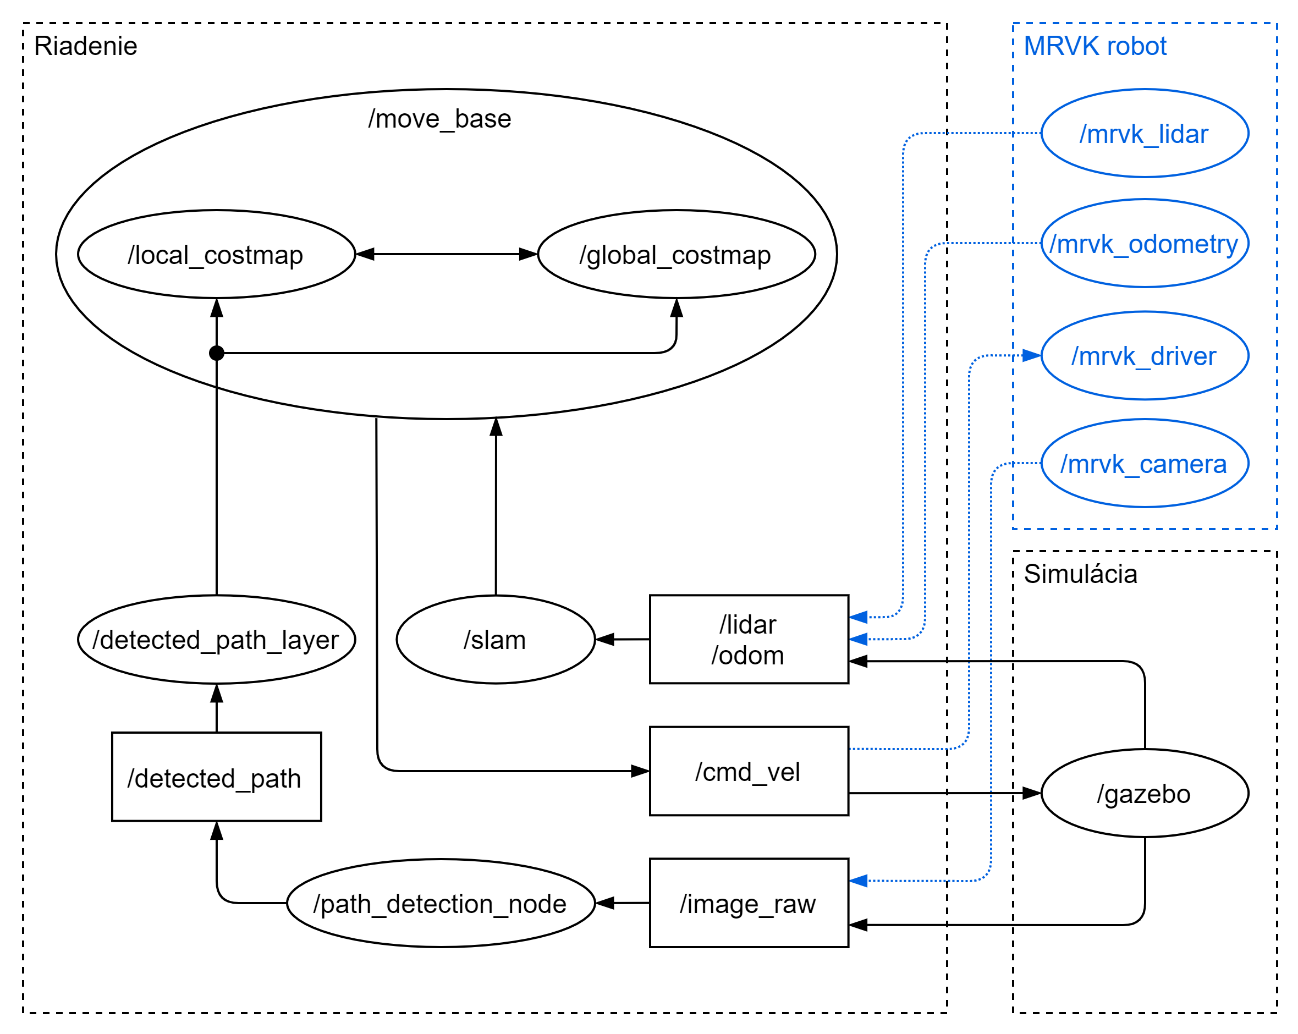 Riadenie
/move_base
/local_costmap
/global_costmap
/detected_path_layer
/slam
/lidar
/odom
/detected_path
/cmd_vel
/path_detection_node
/image_raw
MRVK robot
/mrvk_lidar
/mrvk_odometry
/mrvk_driver
/mrvk_camera
Simulácia
/gazebo